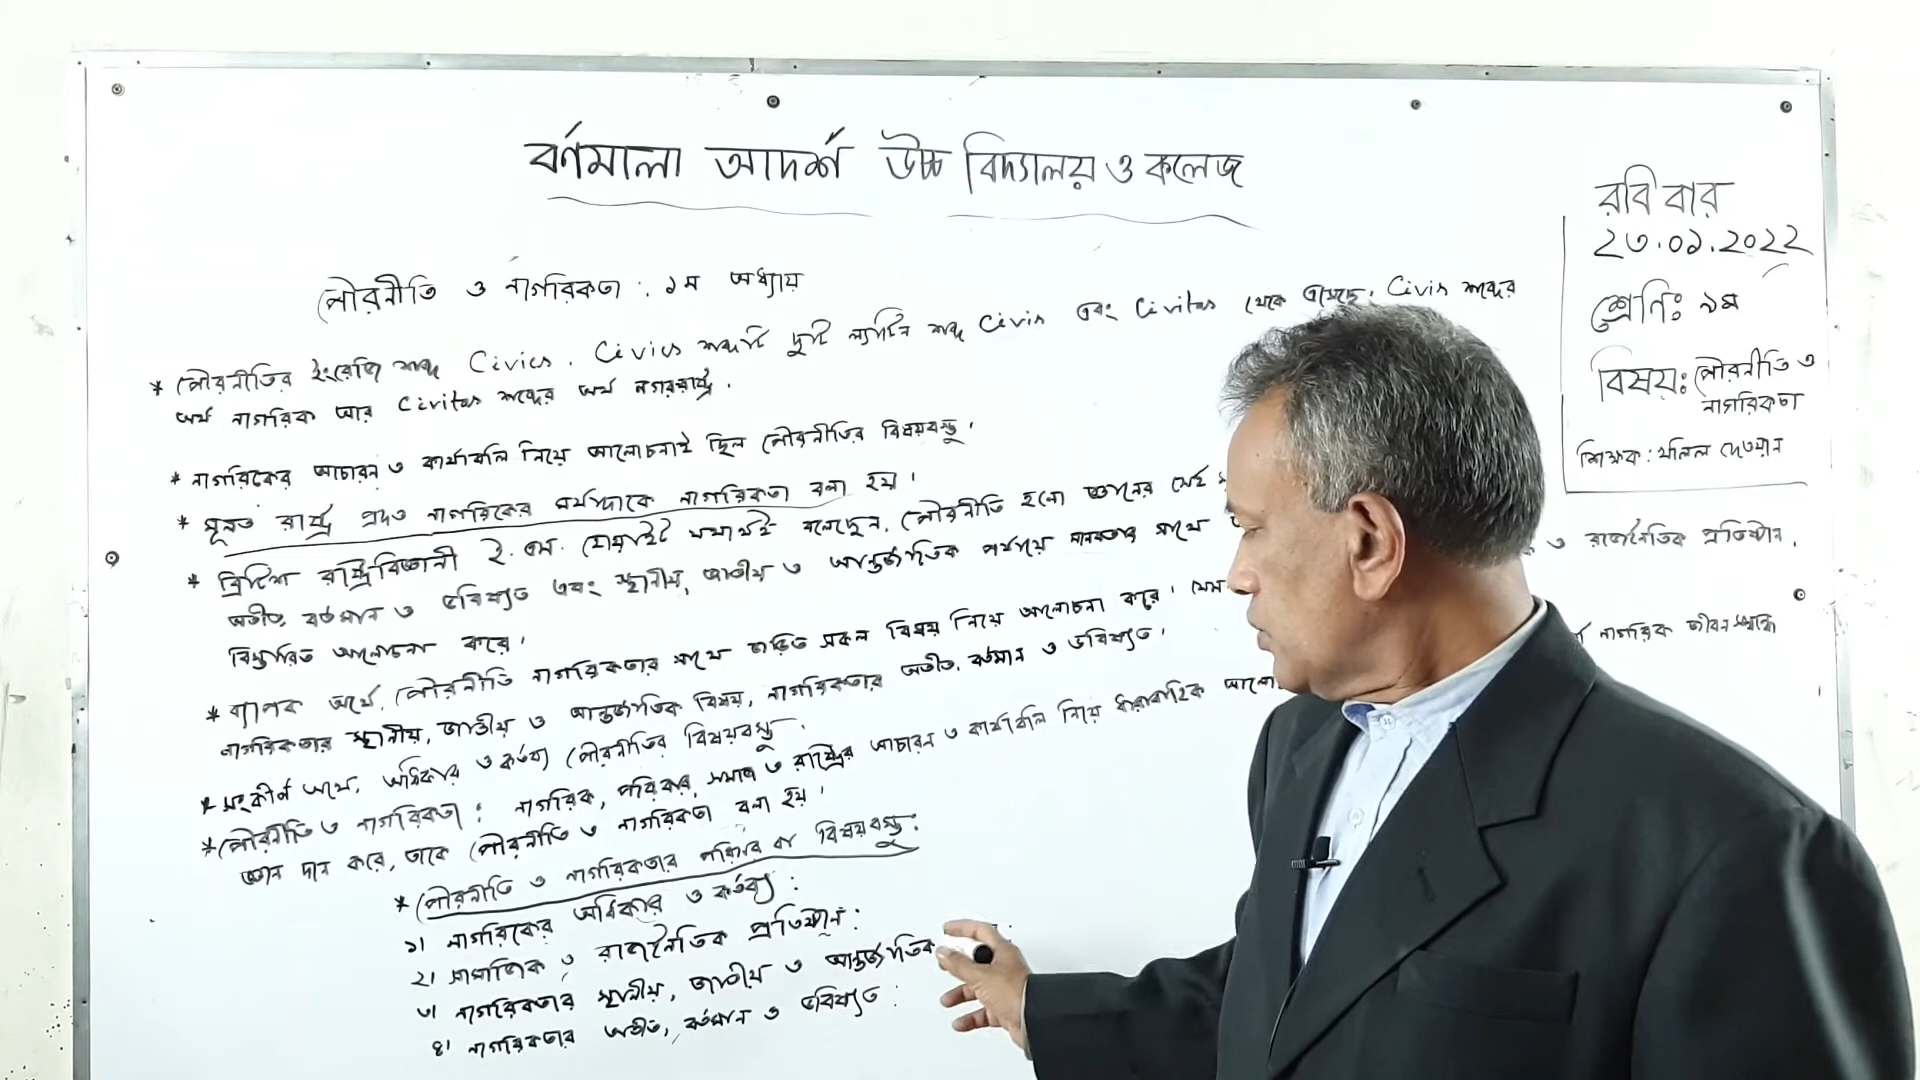 বর্ণমালা আদর্শ উচ্চ বিদ্যালয় ও কলেজ
রবিবার
২৩.০১.২০২২
শ্রেণিঃ ৯ম
বিষয়ঃ পৌরনীতি ও
নাগরিকতা
শিক্ষক: খলিল দেওয়ান
পৌরনীতি ও নাগরিকতা: ১ম অধ্যায়
* পৌরনীতির ইংরেজি শব্দ Civics. Civics শব্দটি দুটি ল্যাটিন শব্দ Civis এবং Civitas থেকে এসেছে। Civis শব্দের
অর্থ নাগরিক আর Civitas শব্দের অর্থ নগররাষ্ট্র.
* নাগরিকের আচারন ও কার্যাবলি নিয়ে আলোচনাই ছিল পৌরনীতির বিষয়বস্তু.
* মূলত রাষ্ট্র প্রদত্ত নাগরিকের মর্যাদাকে নাগরিকতা বলা হয়।
* ব্রিটিশ রাষ্ট্রবিজ্ঞানী ই. এম. হোয়াইট যথার্থই বলেছেন, পৌরনীতি হলো জ্ঞানের সেই
অতীত, বর্তমান ও ভবিষ্যত এবং স্থানীয়, জাতীয় ও আন্তর্জাতিক পর্যায়ে মানবতার সাথে
বিস্তারিত আলোচনা করে।
* ব্যাপক অর্থে, পৌরনীতি নাগরিকতার সাথে জড়িত সকল বিষয় নিয়ে আলোচনা করে। ও রাজনৈতিক প্রতিষ্ঠান,
নাগরিকতার স্থানীয়, জাতীয় ও আন্তর্জাতিক বিষয়, নাগরিকতার অতীত, বর্তমান ও ভবিষ্যত।
* সংকীর্ণ অর্থে, অধিকার ও কর্তব্য পৌরনীতির বিষয়বস্তু.
* পৌরনীতি ও নাগরিকতা: নাগরিক, পরিবার, সমাজ ও রাষ্ট্রের আচারন ও কার্যাবলি নিয়ে ধারাবাহিক নাগরিক জীবন সম্বন্ধে
জ্ঞান দান করে, তাকে পৌরনীতি ও নাগরিকতা বলা হয়।
* পৌরনীতি ও নাগরিকতার পরিধি বা বিষয়বস্তু:
১। নাগরিকের অধিকার ও কর্তব্য:
২। সামাজিক ও রাজনৈতিক প্রতিষ্ঠান:
৩। নাগরিকতার স্থানীয়, জাতীয় ও আন্তর্জাতিক
৪। নাগরিকতার অতীত, বর্তমান ও ভবিষ্যত: